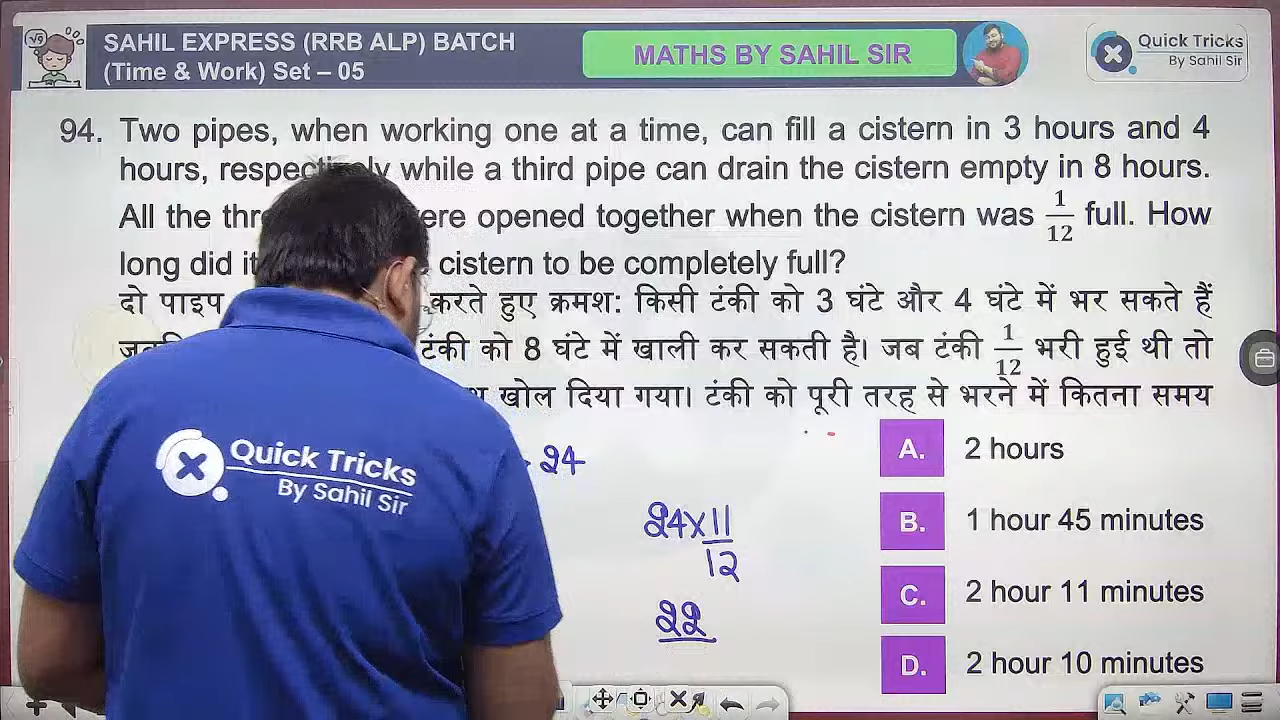 SAHIL EXPRESS (RRB ALP) BATCH
(Time & Work) Set – 05
MATHS BY SAHIL SIR
Quick Tricks
By Sahil Sir
94. Two pipes, when working one at a time, can fill a cistern in 3 hours and 4
hours, respectively while a third pipe can drain the cistern empty in 8 hours.
All the were opened together when the cistern was 1/12 full. How
long did it cistern to be completely full?
दो पाइप करते हुए क्रमश: किसी टंकी को 3 घंटे और 4 घंटे में भर सकते हैं
टंकी को 8 घंटे में खाली कर सकती है। जब टंकी 1/12 भरी हुई थी तो
खोल दिया गया। टंकी को पूरी तरह से भरने में कितना समय
24
24×11/12
22
A. 2 hours
B. 1 hour 45 minutes
C. 2 hour 11 minutes
D. 2 hour 10 minutes
Quick Tricks
By Sahil Sir